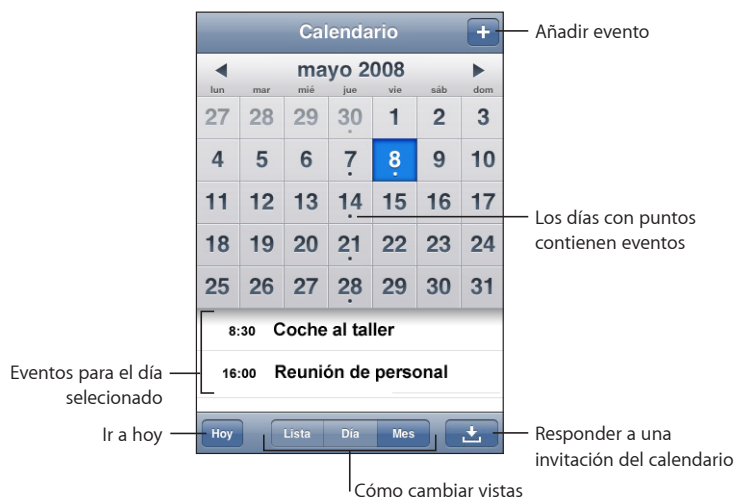 Calendario
+
Añadir evento
mayo 2008
lun mar mié jue vie sáb dom
27 28 29 30 1 2 3
4 5 6 7 8 9 10
11 12 13 14 15 16 17
Los días con puntos
contienen eventos
18 19 20 21 22 23 24
25 26 27 28 29 30 31
8:30 Coche al taller
Eventos para el día
selecionado
16:00 Reunión de personal
Ir a hoy
Hoy
Lista Día Mes
Responder a una
invitación del calendario
Cómo cambiar vistas